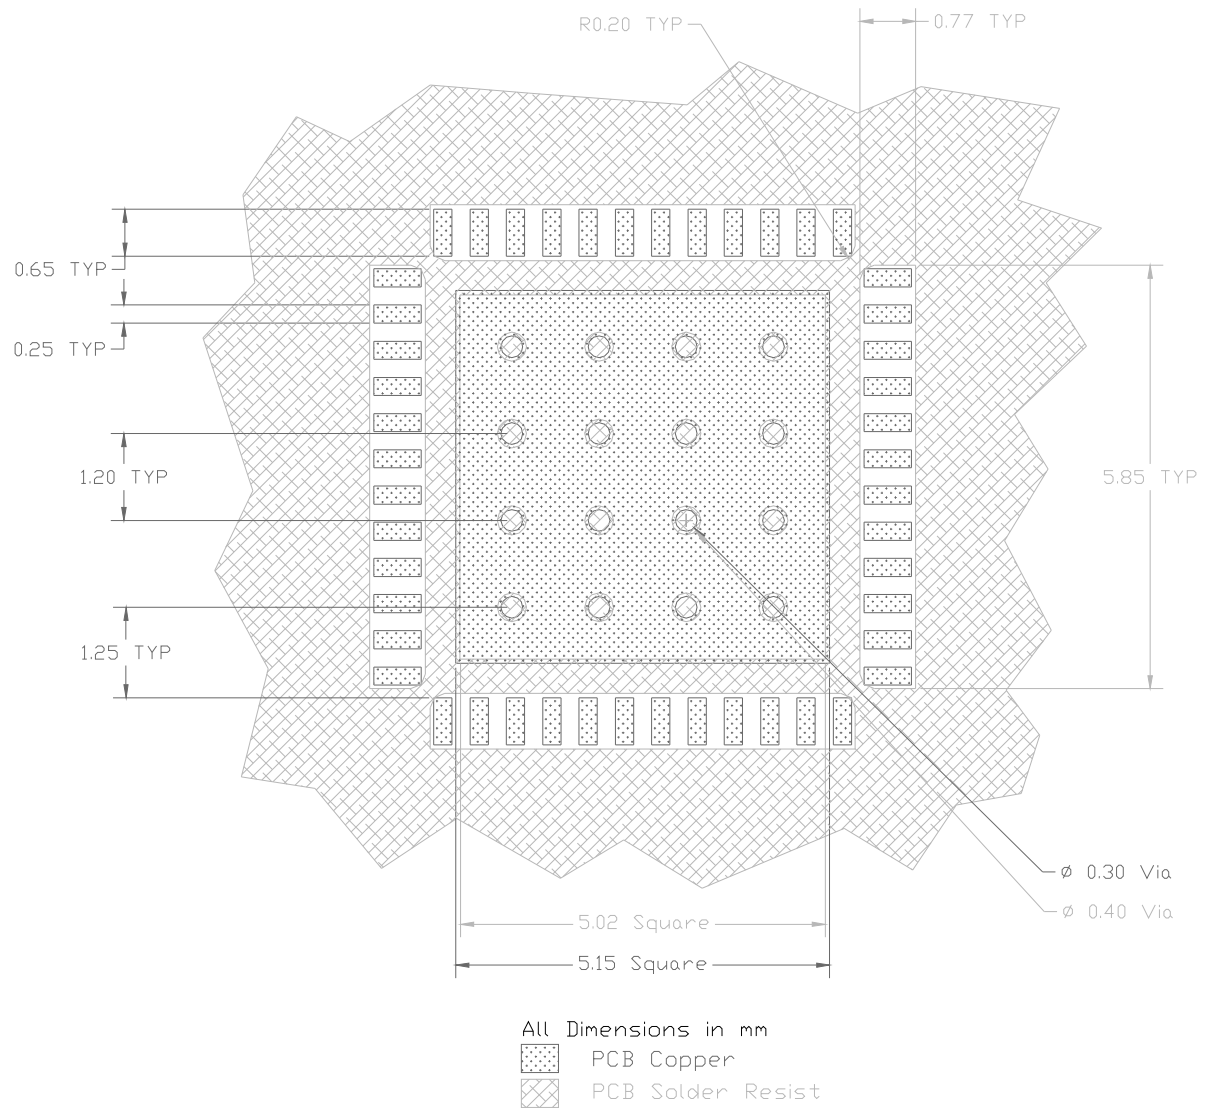 R0.20 TYP
0.77 TYP
0.65 TYP
0.25 TYP
1.20 TYP
5.85 TYP
1.25 TYP
ø 0.30 Via
ø 0.40 Via
5.02 Square
5.15 Square
All Dimensions in mm
PCB Copper
PCB Solder Resist